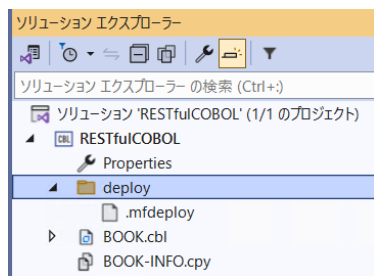 ソリューション エクスプローラー
ソリューション エクスプローラー の検索 (Ctrl+:)
ソリューション 'RESTfulCOBOL' (1/1 のプロジェクト)
CBL RESTfulCOBOL
Properties
deploy
.mfdeploy
BOOK.cbl
BOOK-INFO.cpy